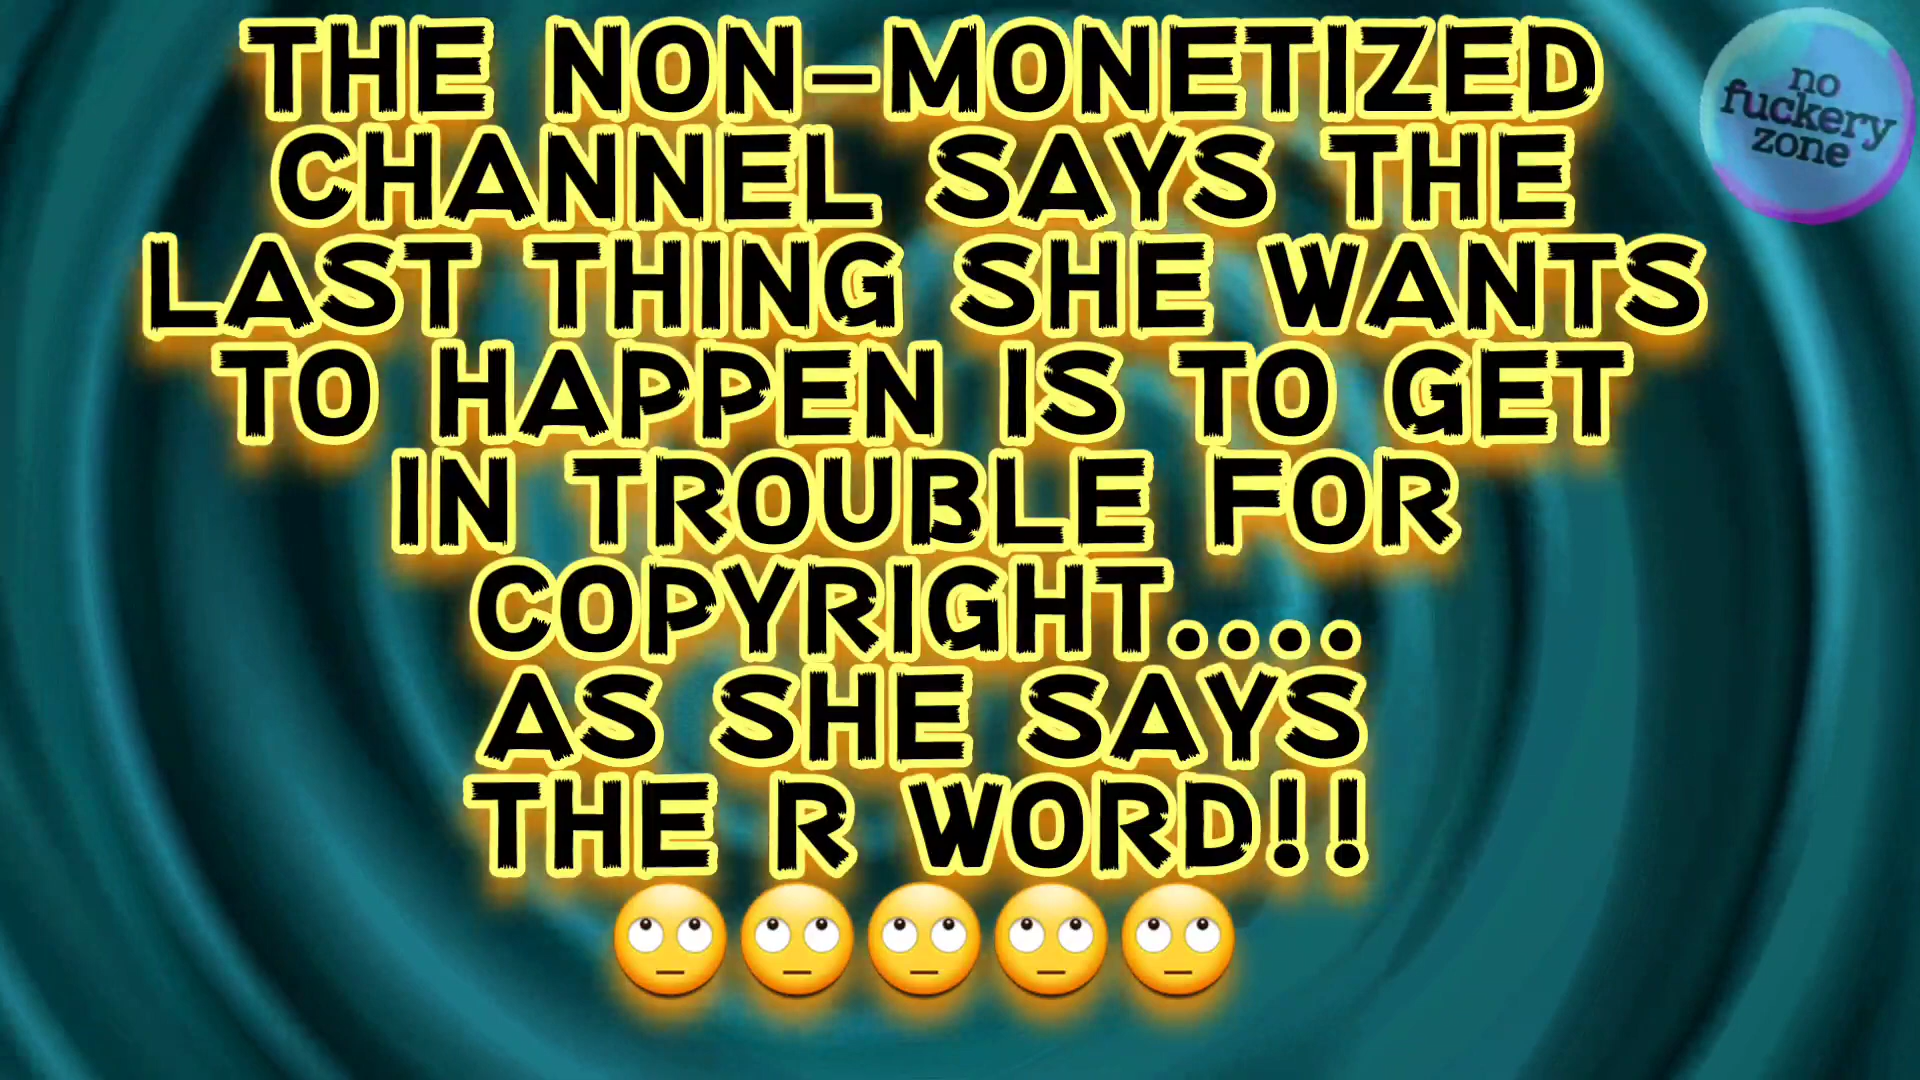 THE NON-MONETIZED
CHANNEL SAYS THE
LAST THING SHE WANTS
TO HAPPEN IS TO GET
IN TROUBLE FOR
COPYRIGHT....
AS SHE SAYS
THE R WORD!!
🙄🙄🙄🙄🙄
no
fuckery
zone